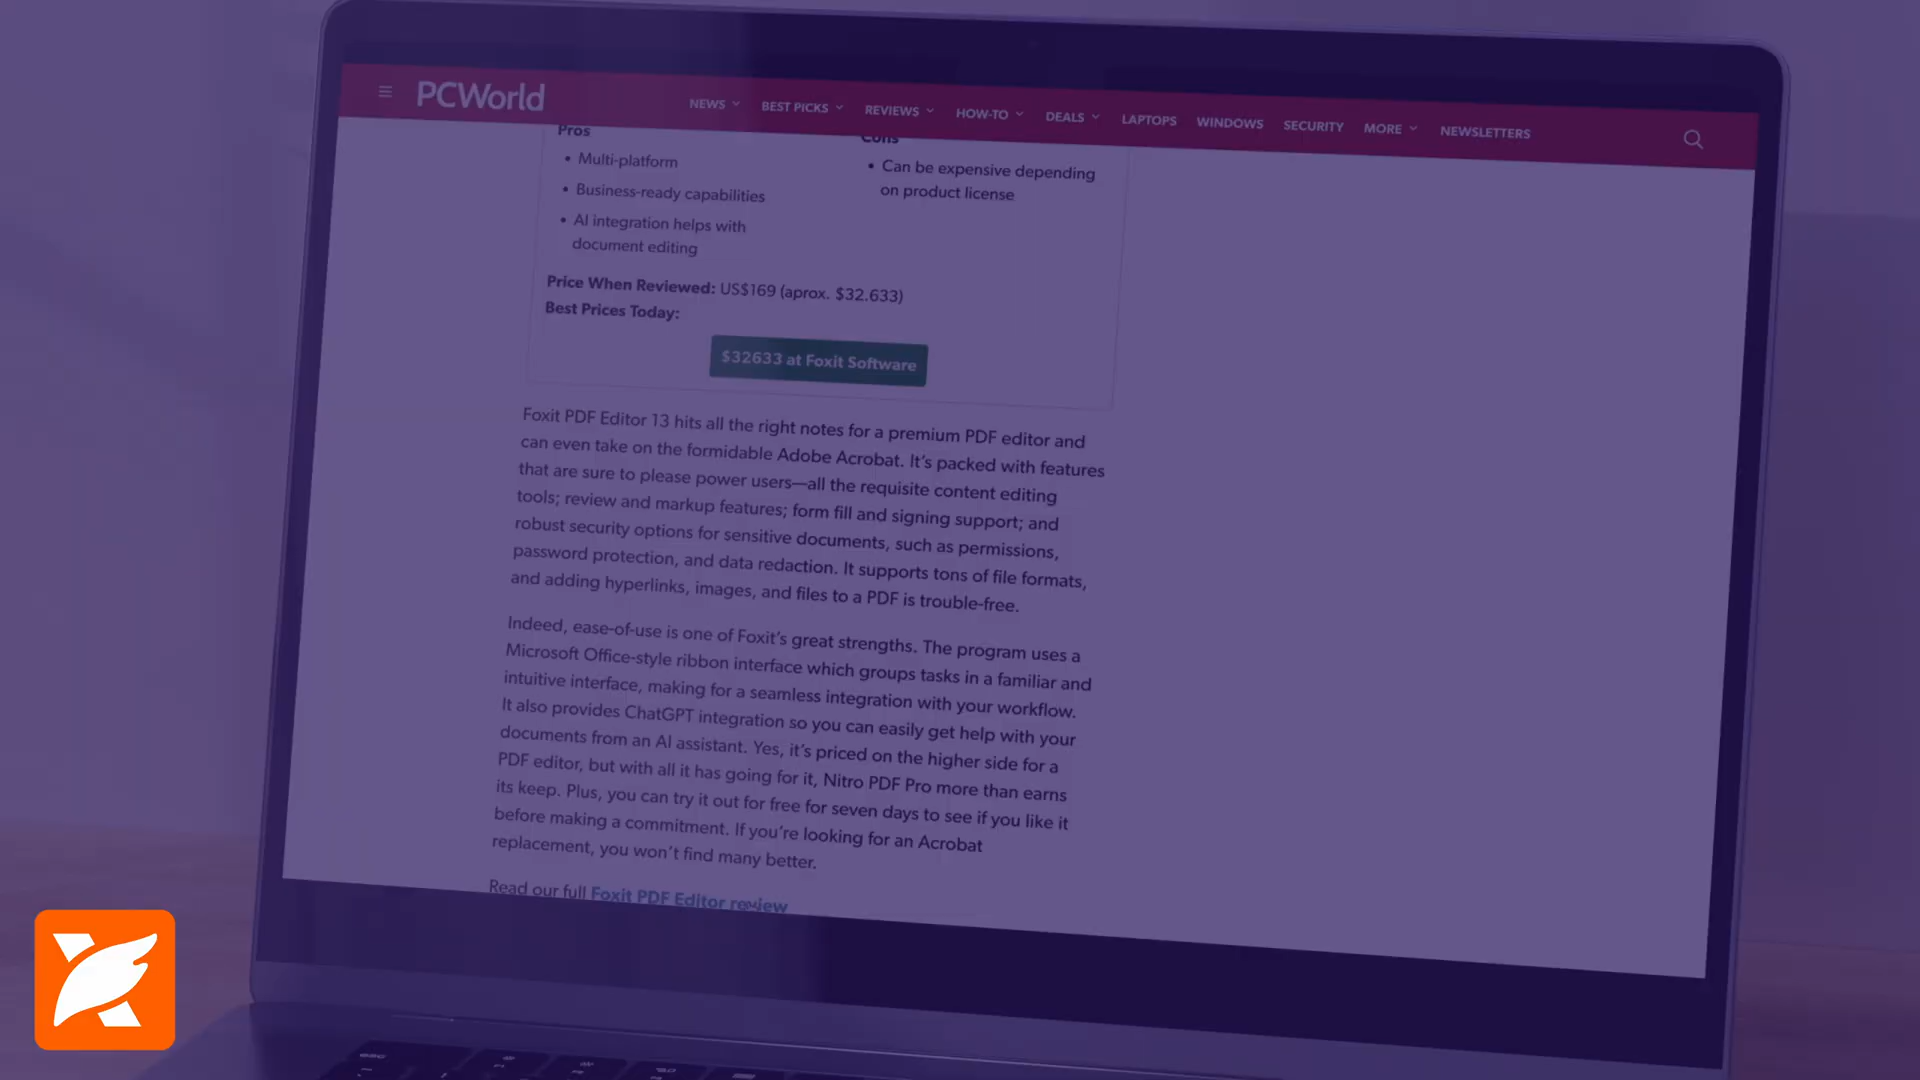 PCWorld
NEWS
BEST PICKS
REVIEWS
HOW-TO
DEALS
LAPTOPS
WINDOWS
SECURITY
MORE
NEWSLETTERS
Pros
• Multi-platform
• Business-ready capabilities
• AI integration helps with
document editing
Cons
• Can be expensive depending
on product license
Price When Reviewed: US$169 (aprox. $32.633)
Best Prices Today:
$32633 at Foxit Software
Foxit PDF Editor 13 hits all the right notes for a premium PDF editor and
can even take on the formidable Adobe Acrobat. It's packed with features
that are sure to please power users—all the requisite content editing
tools; review and markup features; form fill and signing support; and
robust security options for sensitive documents, such as permissions,
password protection, and data redaction. It supports tons of file formats,
and adding hyperlinks, images, and files to a PDF is trouble-free.
Indeed, ease-of-use is one of Foxit's great strengths. The program uses a
Microsoft Office-style ribbon interface which groups tasks in a familiar and
intuitive interface, making for a seamless integration with your workflow.
It also provides ChatGPT integration so you can easily get help with your
documents from an AI assistant. Yes, it's priced on the higher side for a
PDF editor, but with all it has going for it, Nitro PDF Pro more than earns
its keep. Plus, you can try it out for free for seven days to see if you like it
before making a commitment. If you're looking for an Acrobat
replacement, you won't find many better.
Read our full Foxit PDF Editor review
esc